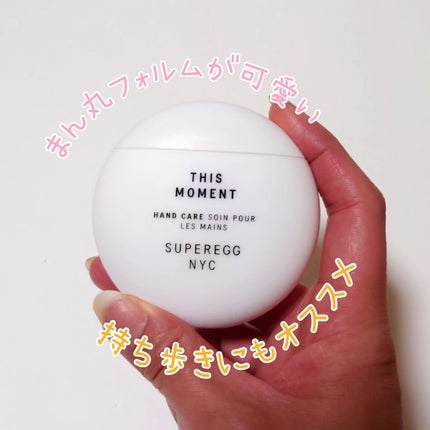 まん丸フォルムが可愛い
THIS
MOMENT
HAND CARE SOIN POUR
LES MAINS
SUPEREGG
NYC
持ち歩きにもオススメ